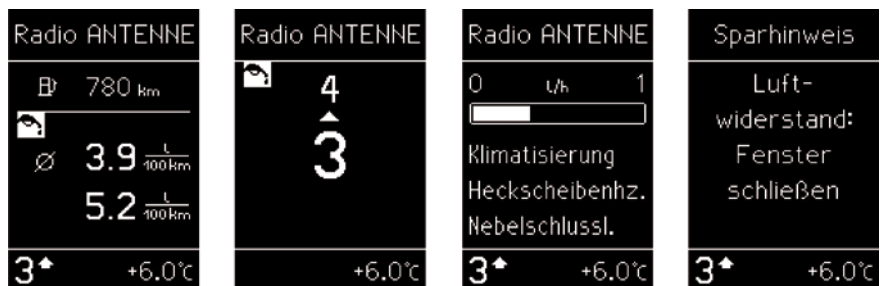 Radio ANTENNE
780 km
Ø 3.9 l/100km
5.2 l/100km
3 +6.0°c
Radio ANTENNE
4
3
+6.0°c
Radio ANTENNE
0 l/h 1
Klimatisierung
Heckscheibenhz.
Nebelschlussl.
3 +6.0°c
Sparhinweis
Luft-
widerstand:
Fenster
schließen
3 +6.0°c